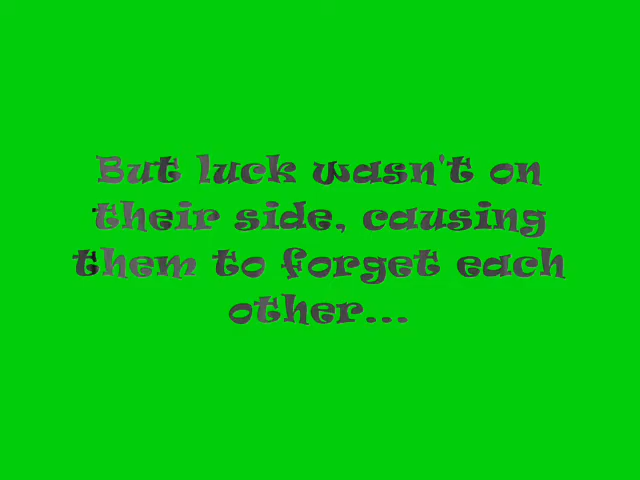 But luck wasn't on
their side, causing
them to forget each
other...